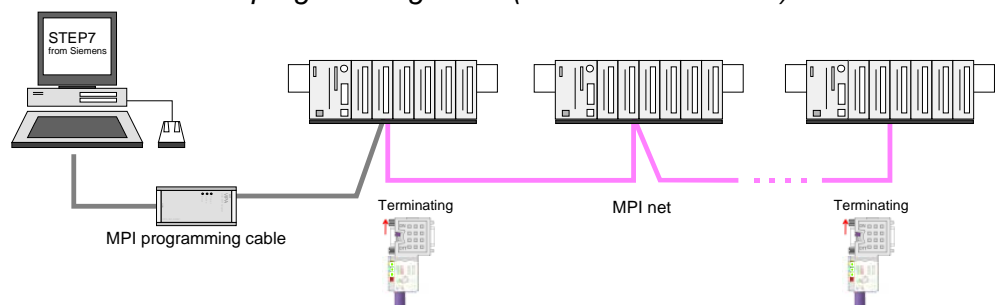 STEP7
from Siemens
Terminating
MPI net
Terminating
MPI programming cable